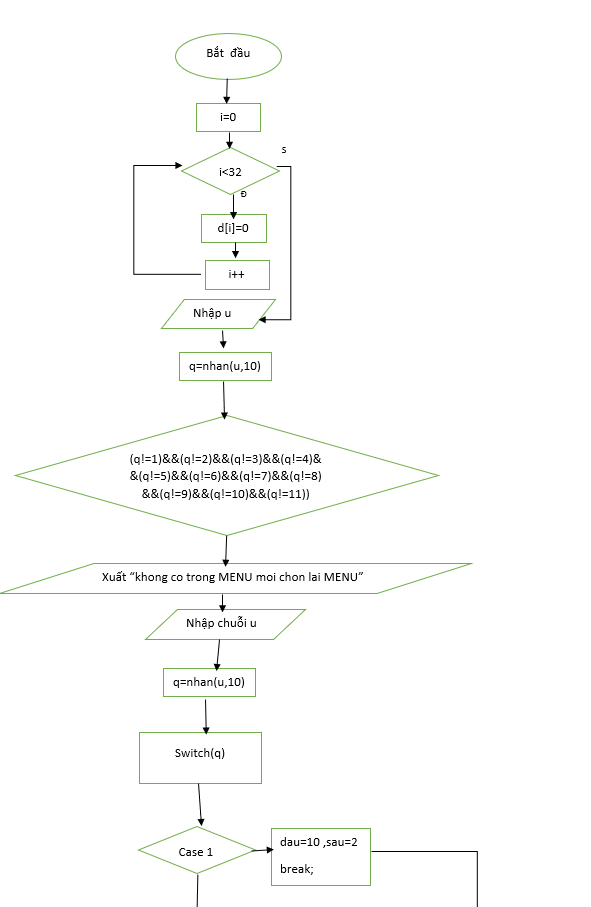 Bắt đầu
i=0
S
i<32
Đ
d[i]=0
i++
Nhập u
q=nhan(u,10)
(q!=1)&&(q!=2)&&(q!=3)&&(q!=4)&
&(q!=5)&&(q!=6)&&(q!=7)&&(q!=8)
&&(q!=9)&&(q!=10)&&(q!=11))
Xuất “khong co trong MENU moi chon lai MENU”
Nhập chuỗi u
q=nhan(u,10)
Switch(q)
Case 1
dau=10 ,sau=2
break;